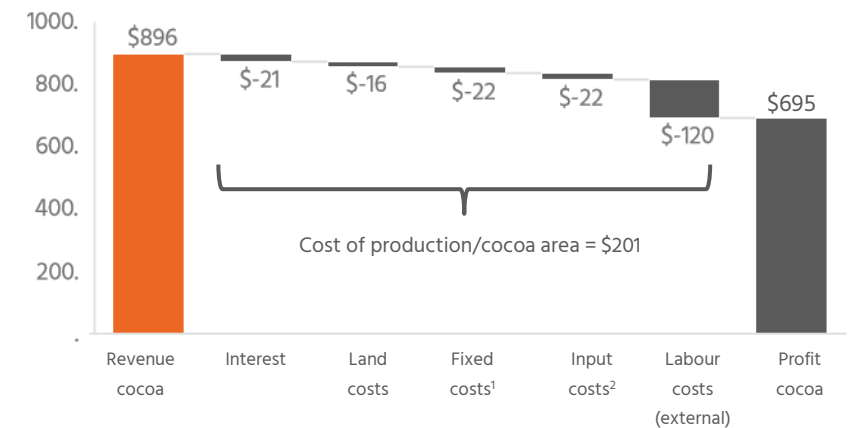 1000.
800.
600.
400.
200.
.
$896
$-21
$-16
$-22
$-22
$-120
$695
Cost of production/cocoa area = $201
Revenue
cocoa
Interest
Land
costs
Fixed
costs¹
Input
costs²
Labour
costs
(external)
Profit
cocoa